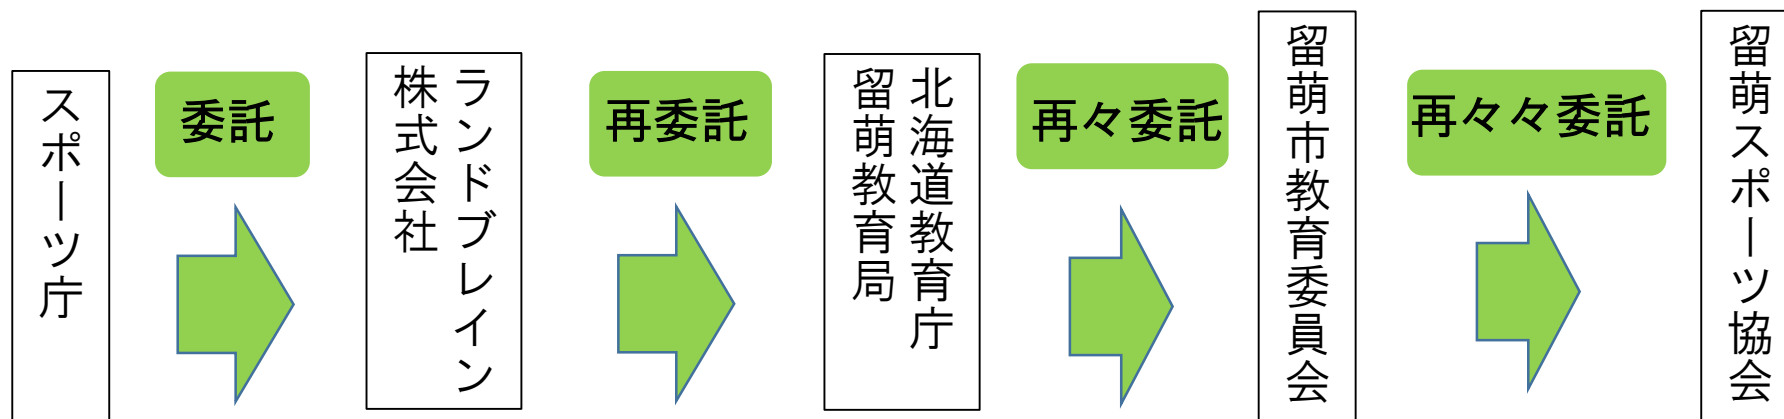 スポーツ庁
委託
ランドブレイン
株式会社
再委託
北海道教育庁
留萌教育局
再々委託
留萌市教育委員会
再々々委託
留萌スポーツ協会